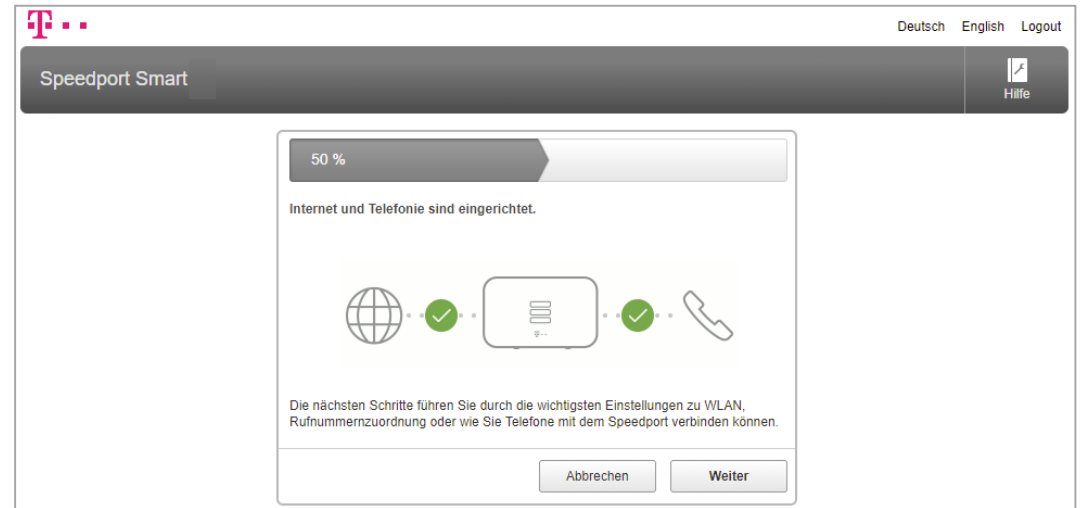 Deutsch English Logout
Speedport Smart
Hilfe
50 %
Internet und Telefonie sind eingerichtet.
Die nächsten Schritte führen Sie durch die wichtigsten Einstellungen zu WLAN,
Rufnummernzuordnung oder wie Sie Telefone mit dem Speedport verbinden können.
Abbrechen Weiter